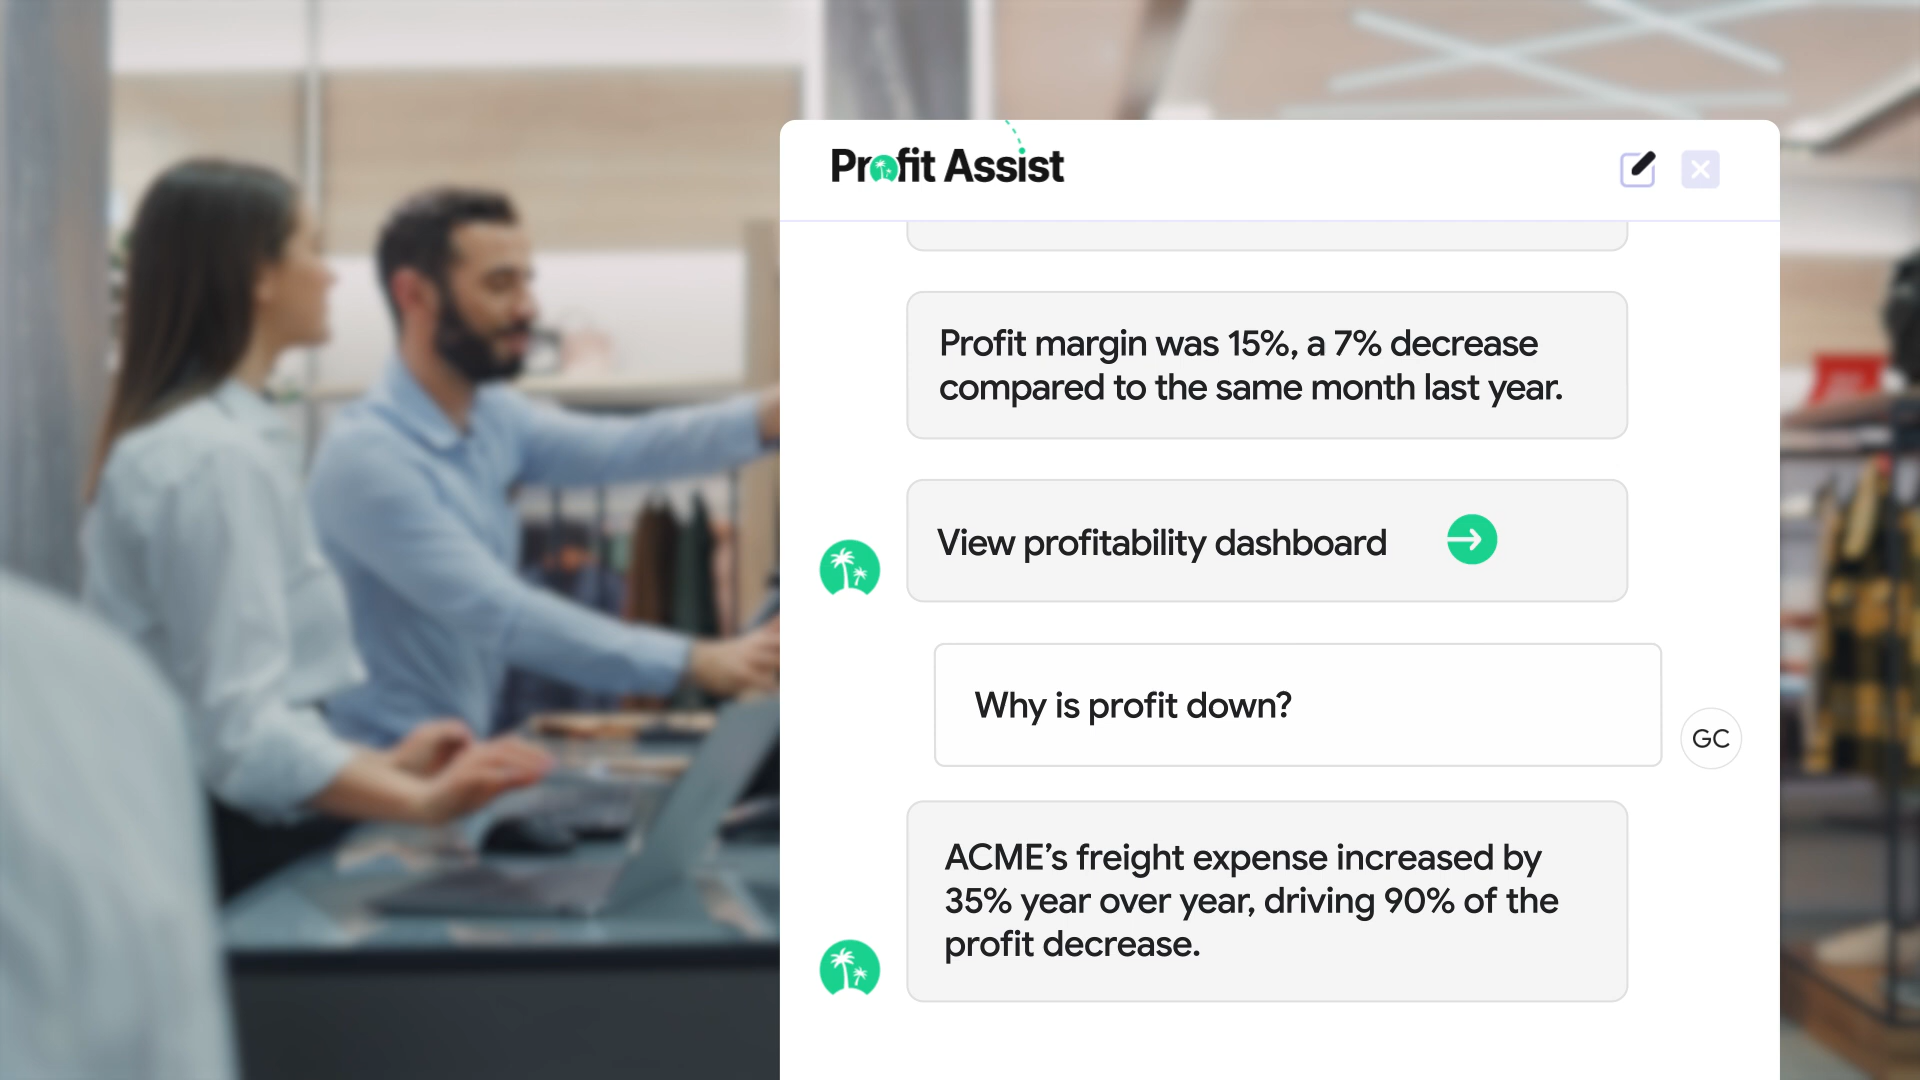 Profit Assist
Profit margin was 15%, a 7% decrease
compared to the same month last year.
View profitability dashboard
Why is profit down?
GC
ACME’s freight expense increased by
35% year over year, driving 90% of the
profit decrease.